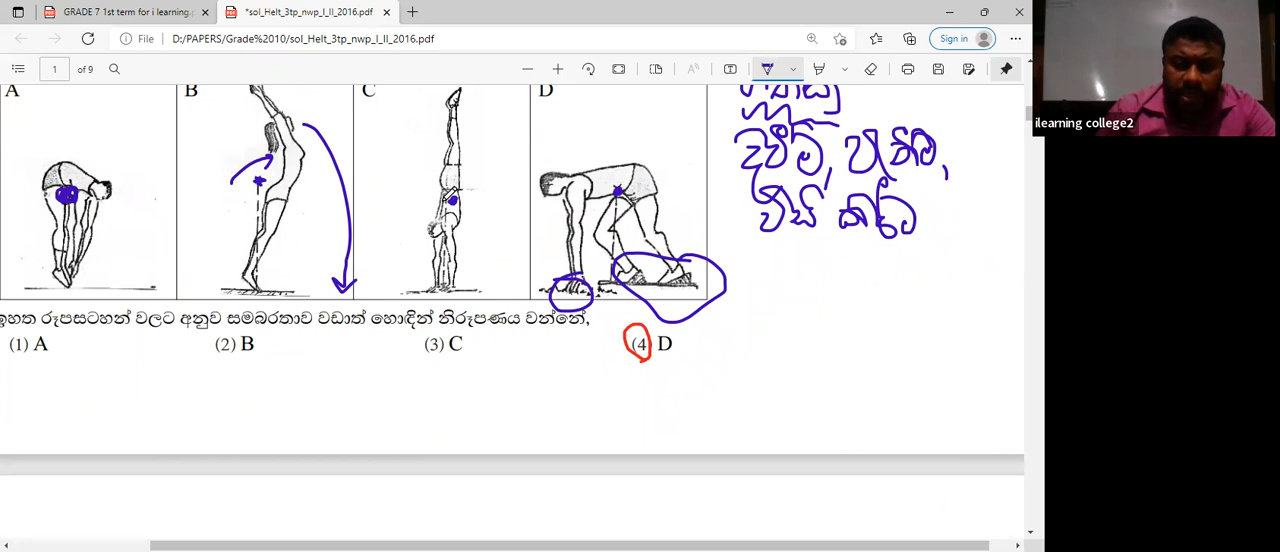 GRADE 7 1st term for i learning
*sol_Helt_3tp_nwp_I_II_2016.pdf
File D:/PAPERS/Grade%2010/sol_Helt_3tp_nwp_I_II_2016.pdf
Sign in
1 of 9
ilearning college2
A B C D
දුවීම, පැනීම,
වීසි කිරීම
ඉහත රූපසටහන් වලට අනුව සමබරතාව වඩාත් හොඳින් නිරූපණය වන්නේ,
(1) A (2) B (3) C (4) D